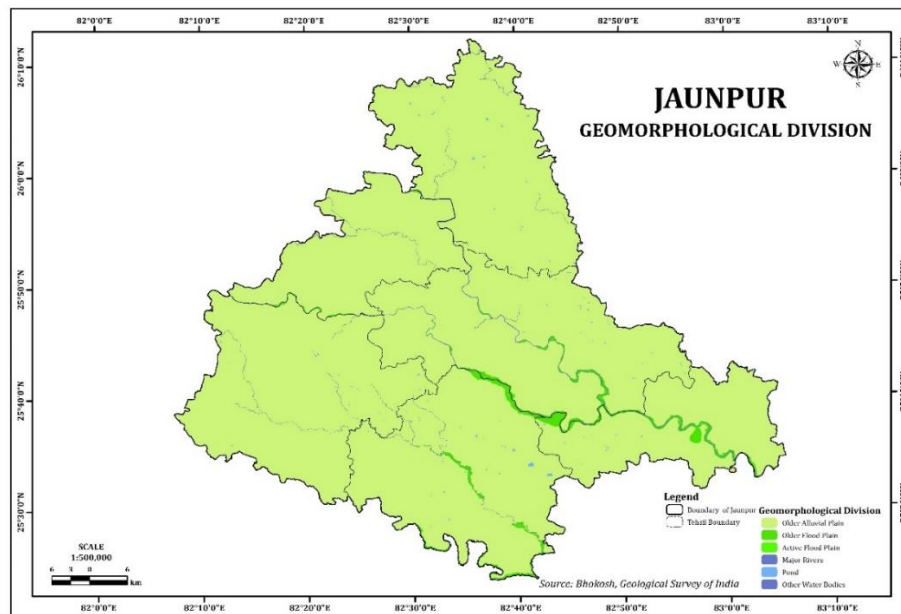 82°0'0"E 82°10'0"E 82°20'0"E 82°30'0"E 82°40'0"E 82°50'0"E 83°0'0"E 83°10'0"E
N
W E
S
JAUNPUR
GEOMORPHOLOGICAL DIVISION
26°10'0"N
26°0'0"N
25°50'0"N
25°40'0"N
25°30'0"N
Legend
Boundary of Jaunpur
Tehsil Boundary
Geomorphological Division
Older Alluvial Plain
Older Flood Plain
Active Flood Plain
Major Rivers
Pond
Other Water Bodies
SCALE
1:500,000
6 3 0 6
km
Source: Bhokosh, Geological Survey of India
82°0'0"E 82°10'0"E 82°20'0"E 82°30'0"E 82°40'0"E 82°50'0"E 83°0'0"E 83°10'0"E